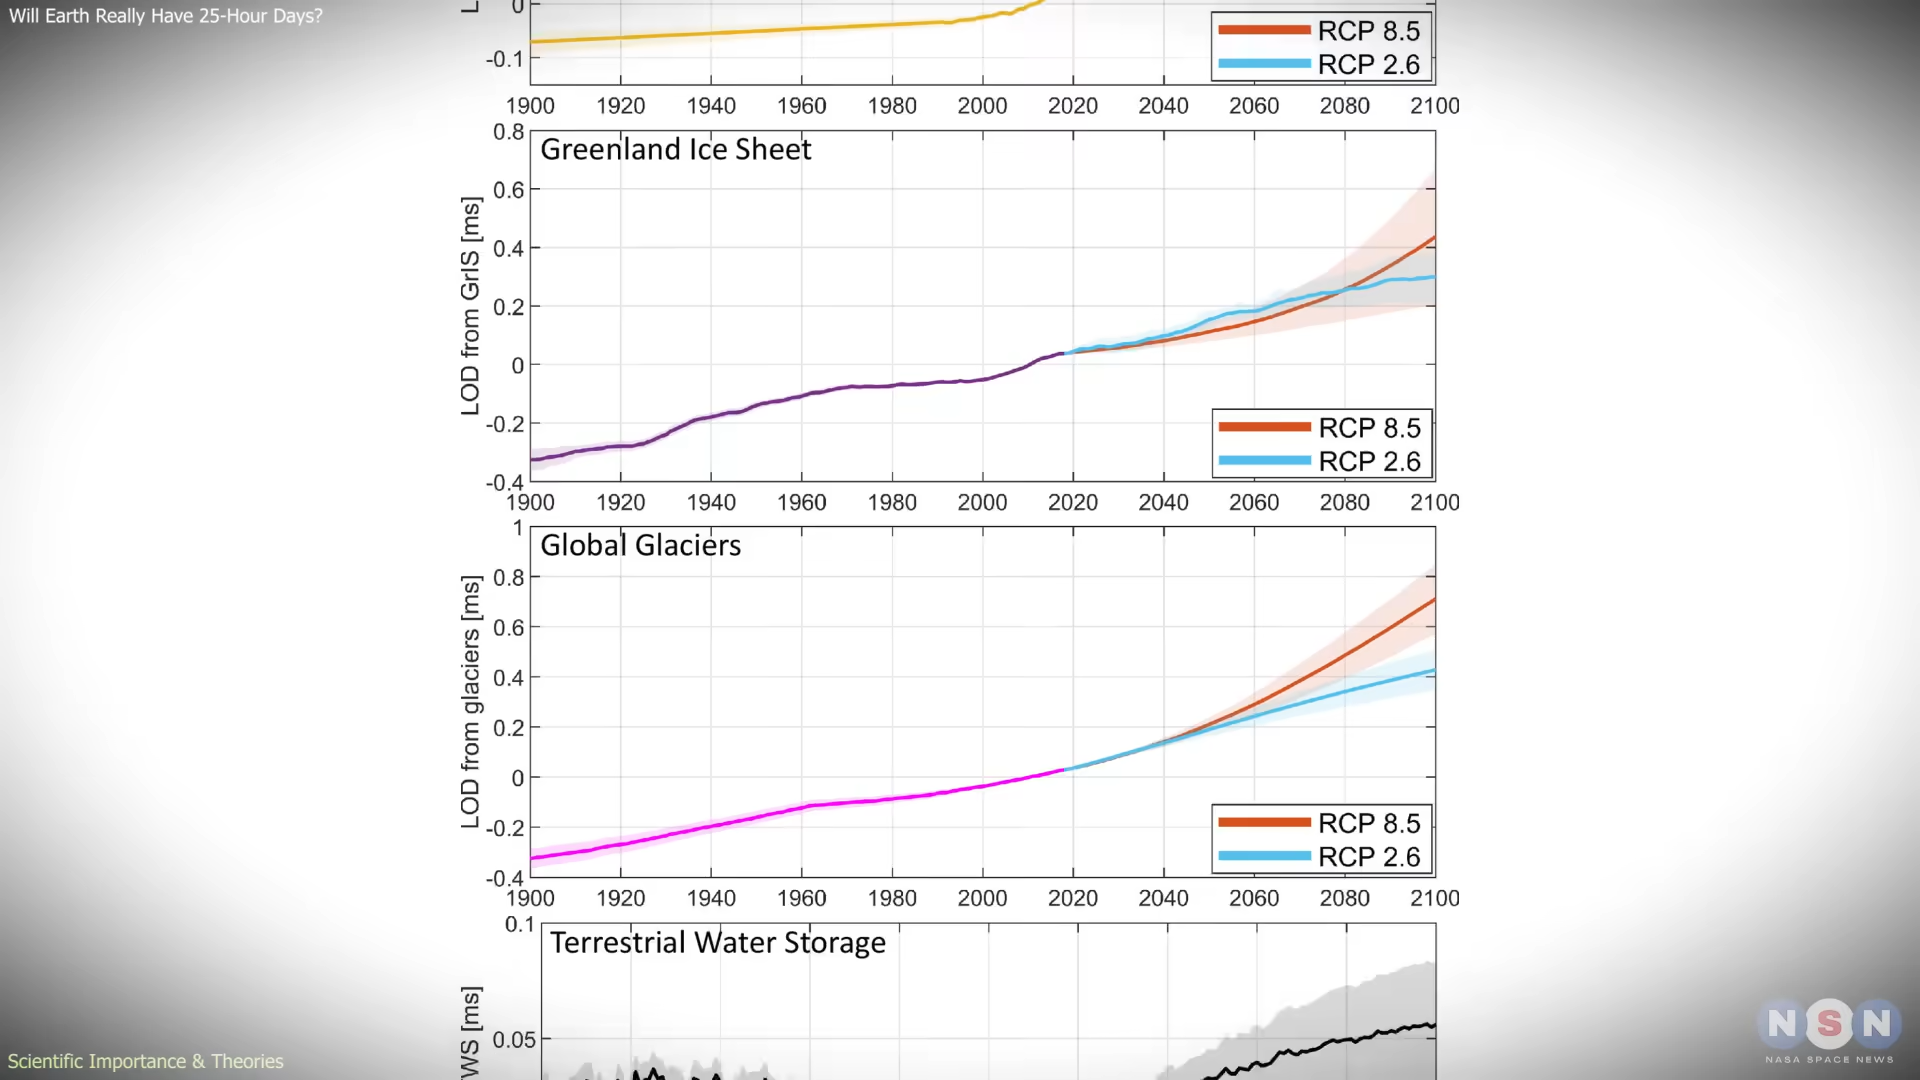 Will Earth Really Have 25-Hour Days?
0
-0.1
RCP 8.5
RCP 2.6
1900 1920 1940 1960 1980 2000 2020 2040 2060 2080 2100
Greenland Ice Sheet
LOD from GrIS [ms]
0.8
0.6
0.4
0.2
0
-0.2
-0.4
RCP 8.5
RCP 2.6
1900 1920 1940 1960 1980 2000 2020 2040 2060 2080 2100
Global Glaciers
LOD from glaciers [ms]
1
0.8
0.6
0.4
0.2
0
-0.2
-0.4
RCP 8.5
RCP 2.6
1900 1920 1940 1960 1980 2000 2020 2040 2060 2080 2100
Terrestrial Water Storage
WS [ms]
0.1
0.05
NSN
NASA SPACE NEWS
Scientific Importance & Theories